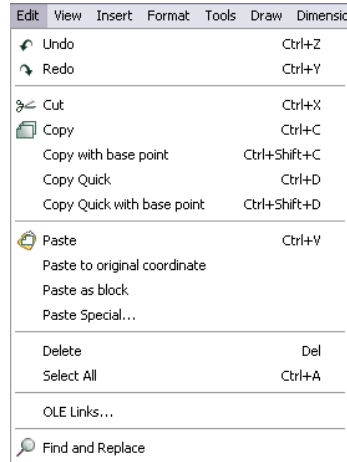 Edit View Insert Format Tools Draw
Undo Ctrl+Z
Redo Ctrl+Y
Cut Ctrl+X
Copy Ctrl+C
Copy with base point Ctrl+Shift+C
Copy Quick Ctrl+D
Copy Quick with base point Ctrl+Shift+D
Paste Ctrl+V
Paste to original coordinate
Paste as block
Paste Special...
Delete Del
Select All Ctrl+A
OLE Links...
Find and Replace